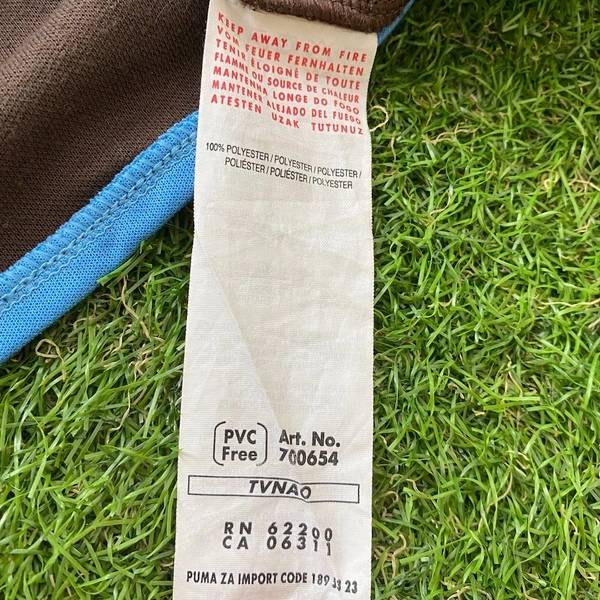 KEEP AWAY FROM FIRE
VOM FEUER FERNHALTEN
TENIR ÉLOIGNÉ DE TOUTE
FLAMME OU SOURCE DE CHALEUR
MANTENHA LONGE DO FOGO
MANTENER ALEJADO DEL FUEGO
ATESTEN UZAK TUTUNUZ
100% POLYESTER / POLYESTER / POLYESTER /
POLIÉSTER / POLIÉSTER / POLYESTER
PVC Art. No.
Free 700654
TVNAO
RN 62200
CA 06311
PUMA ZA IMPORT CODE 189 33 23